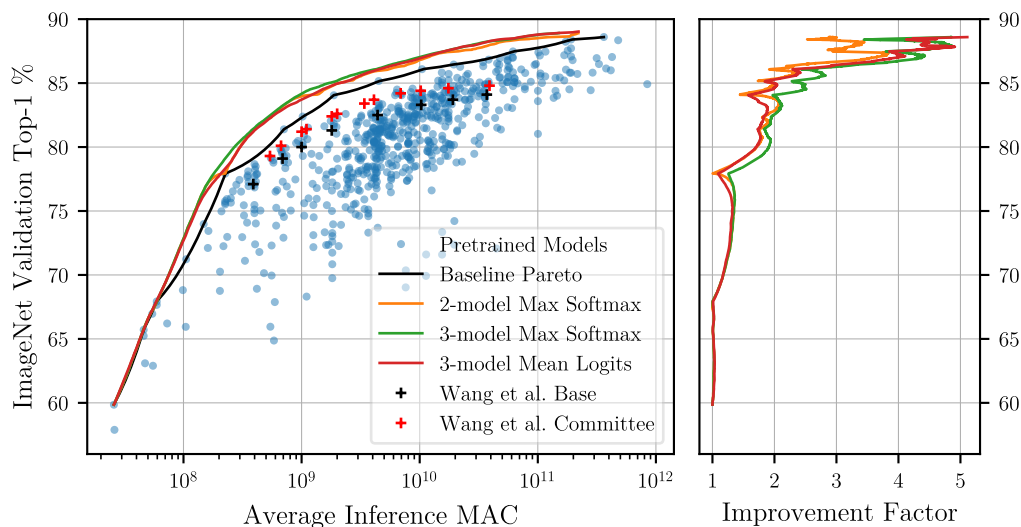 90
85
80
75
70
65
60
ImageNet Validation Top-1 %
10^8
10^9
10^10
10^11
10^12
Average Inference MAC
Pretrained Models
Baseline Pareto
2-model Max Softmax
3-model Max Softmax
3-model Mean Logits
Wang et al. Base
Wang et al. Committee
90
85
80
70
65
60
1
2
3
4
5
Improvement Factor